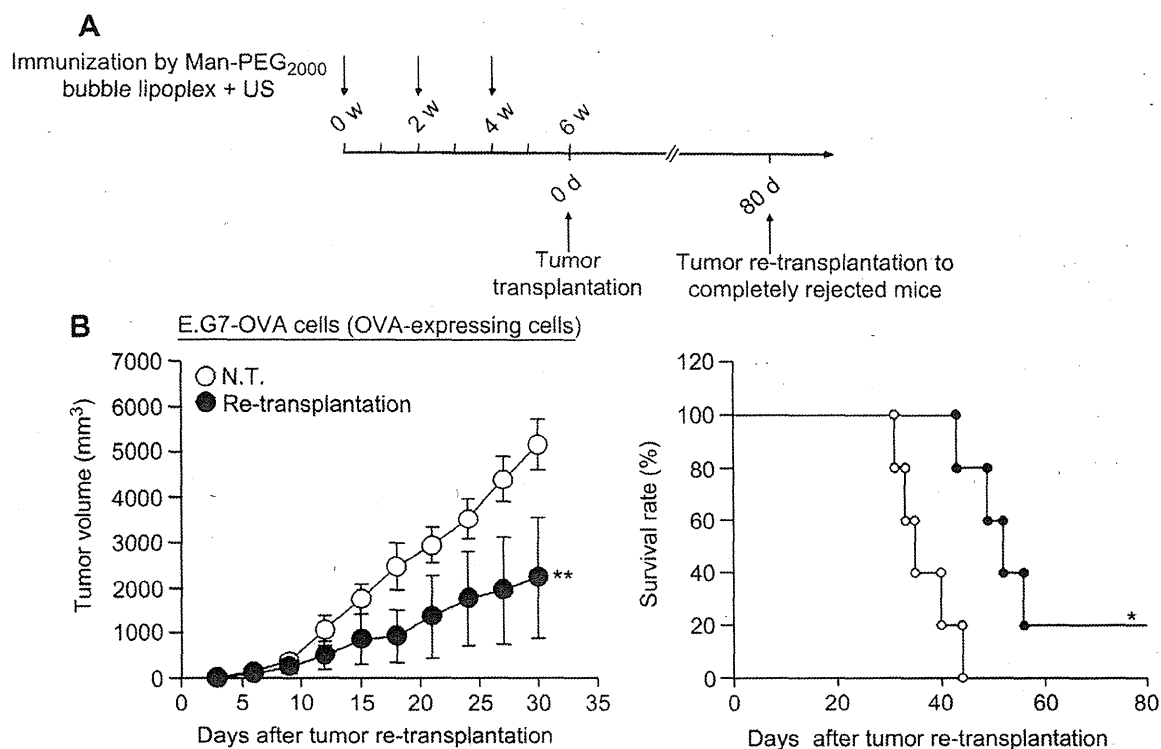 A
Immunization by Man-PEG2000
bubble lipoplex + US
0 w
2 w
4 w
6 w
0 d
80 d
Tumor
transplantation
Tumor re-transplantation to
completely rejected mice
B
E.G7-OVA cells (OVA-expressing cells)
N.T.
Re-transplantation
Tumor volume (mm3)
7000
6000
5000
4000
3000
2000
1000
0
**
0 5 10 15 20 25 30 35
Days after tumor re-transplantation
Survival rate (%)
120
100
80
60
40
20
0
*
0 20 40 60 80
Days after tumor re-transplantation